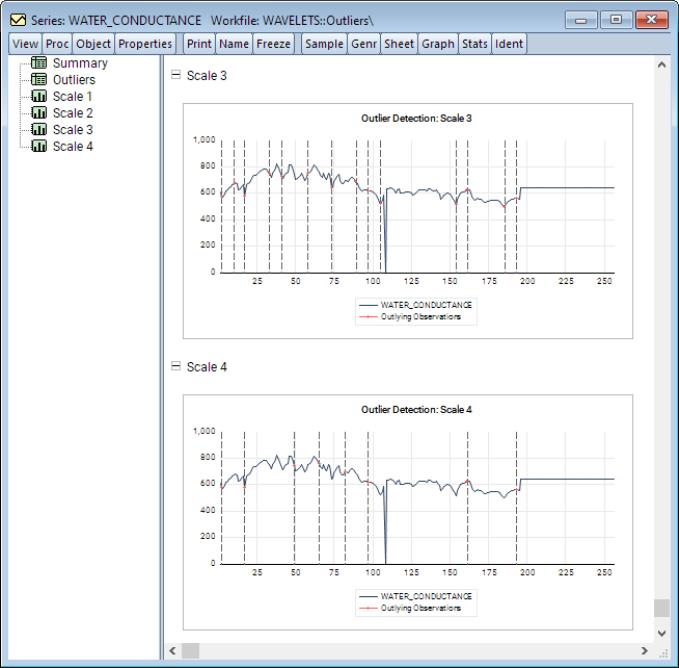 Series: WATER_CONDUCTANCE Workfile: WAVELETS::Outliers\
View Proc Object Properties Print Name Freeze Sample Genr Sheet Graph Stats Ident
Summary
Outliers
Scale 1
Scale 2
Scale 3
Scale 4
Scale 3
Outlier Detection: Scale 3
1,000
800
600
400
200
0
25 50 75 100 125 150 175 200 225 250
WATER_CONDUCTANCE
Outlying Observations
Scale 4
Outlier Detection: Scale 4
1,000
800
600
400
200
0
25 50 75 100 125 150 175 200 225 250
WATER_CONDUCTANCE
Outlying Observations